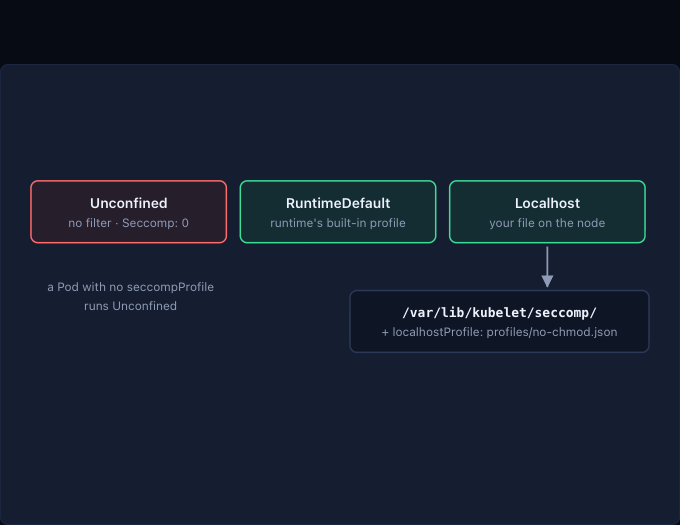 Unconfined
no filter · Seccomp: 0
RuntimeDefault
runtime's built-in profile
Localhost
your file on the node
a Pod with no seccompProfile
runs Unconfined
/var/lib/kubelet/seccomp/
+ localhostProfile: profiles/no-chmod.json